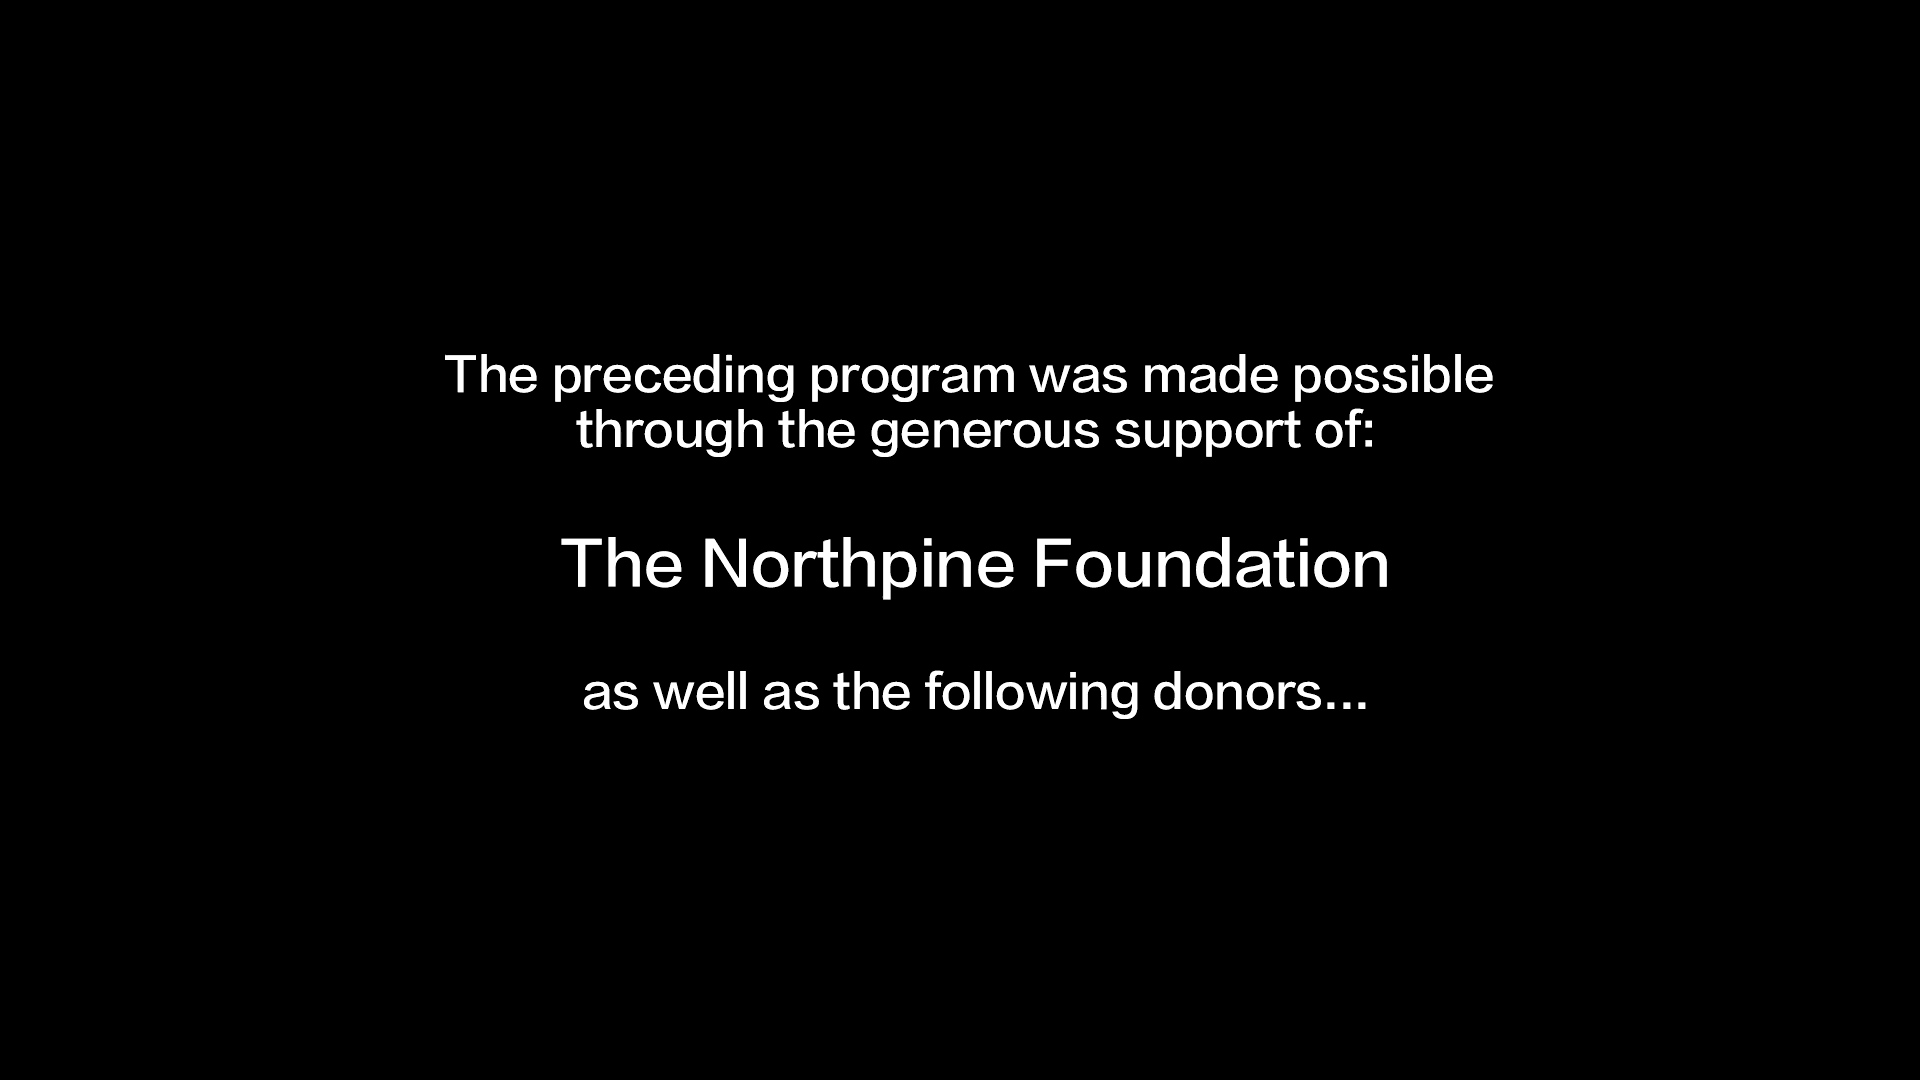 The preceding program was made possible
through the generous support of:
The Northpine Foundation
as well as the following donors...